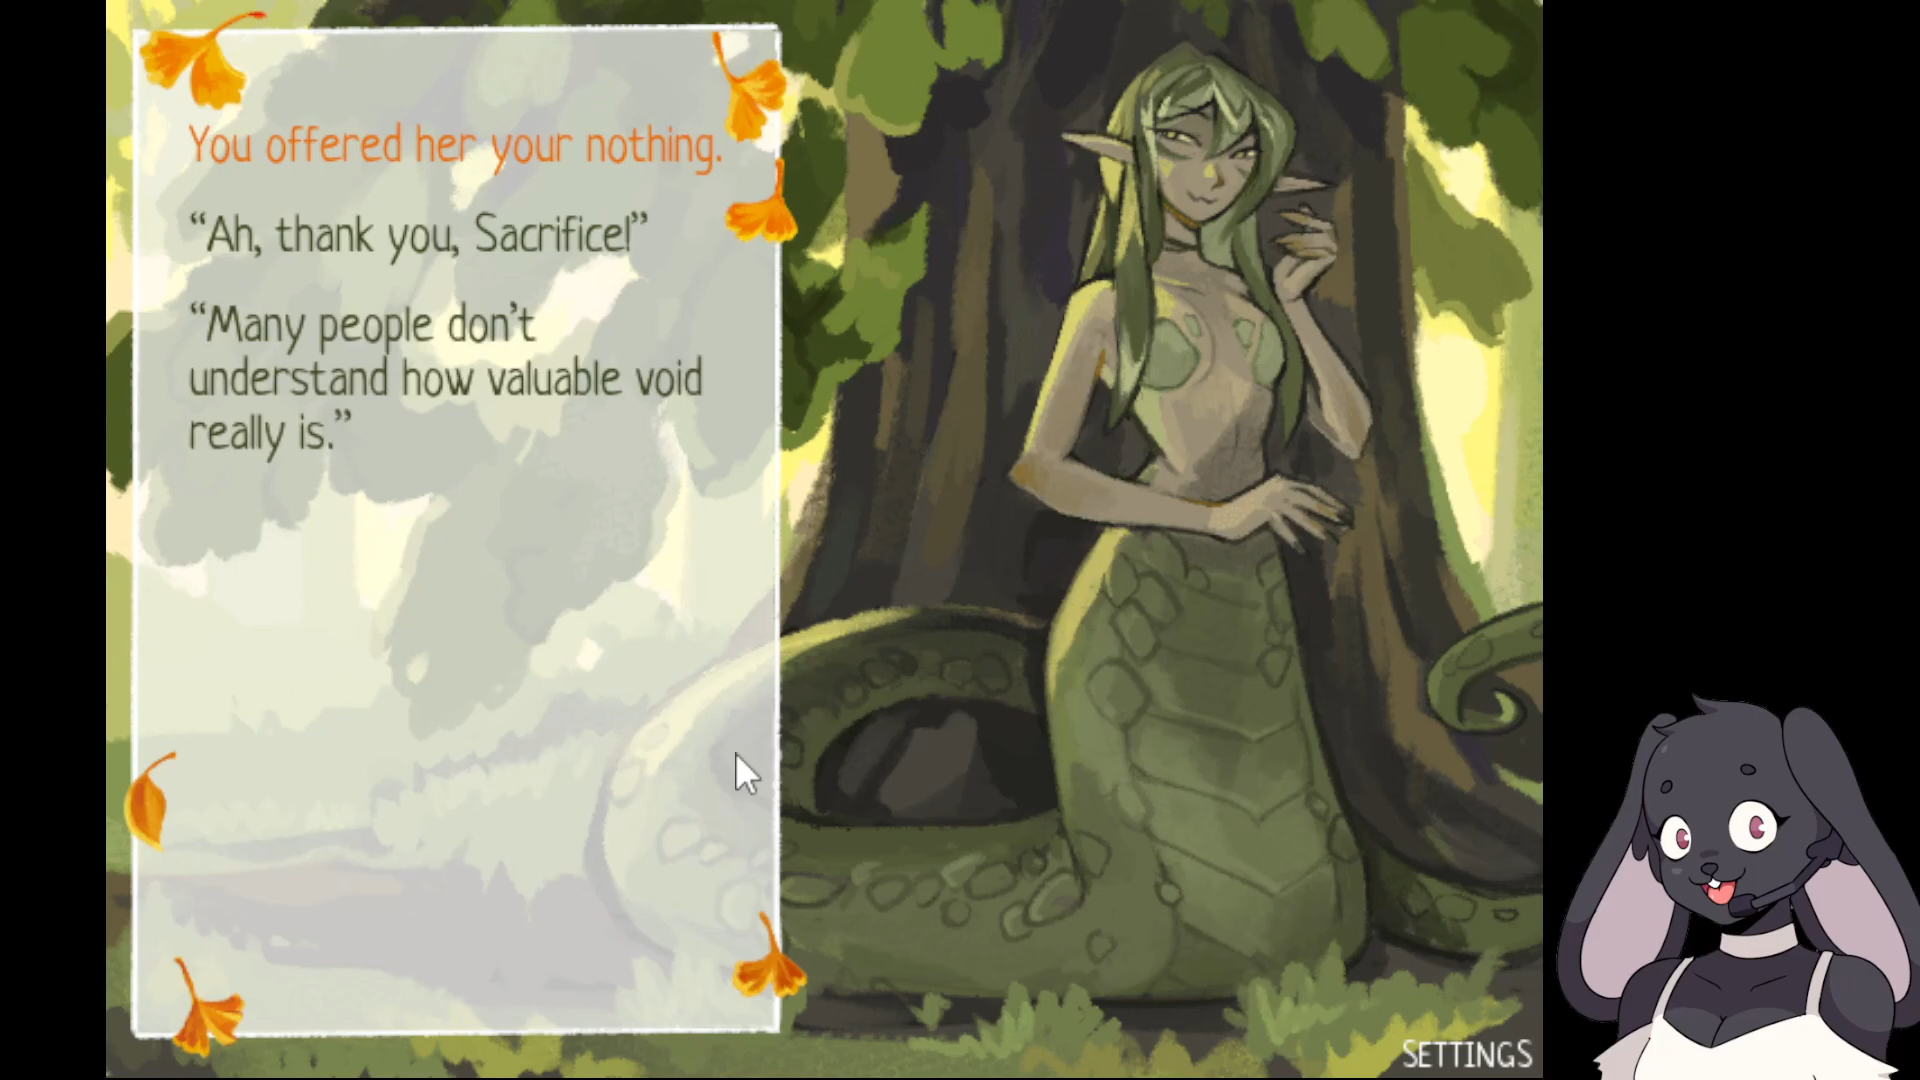 You offered her your nothing.
“Ah, thank you, Sacrifice!”
“Many people don’t
understand how valuable void
really is.”
SETTINGS